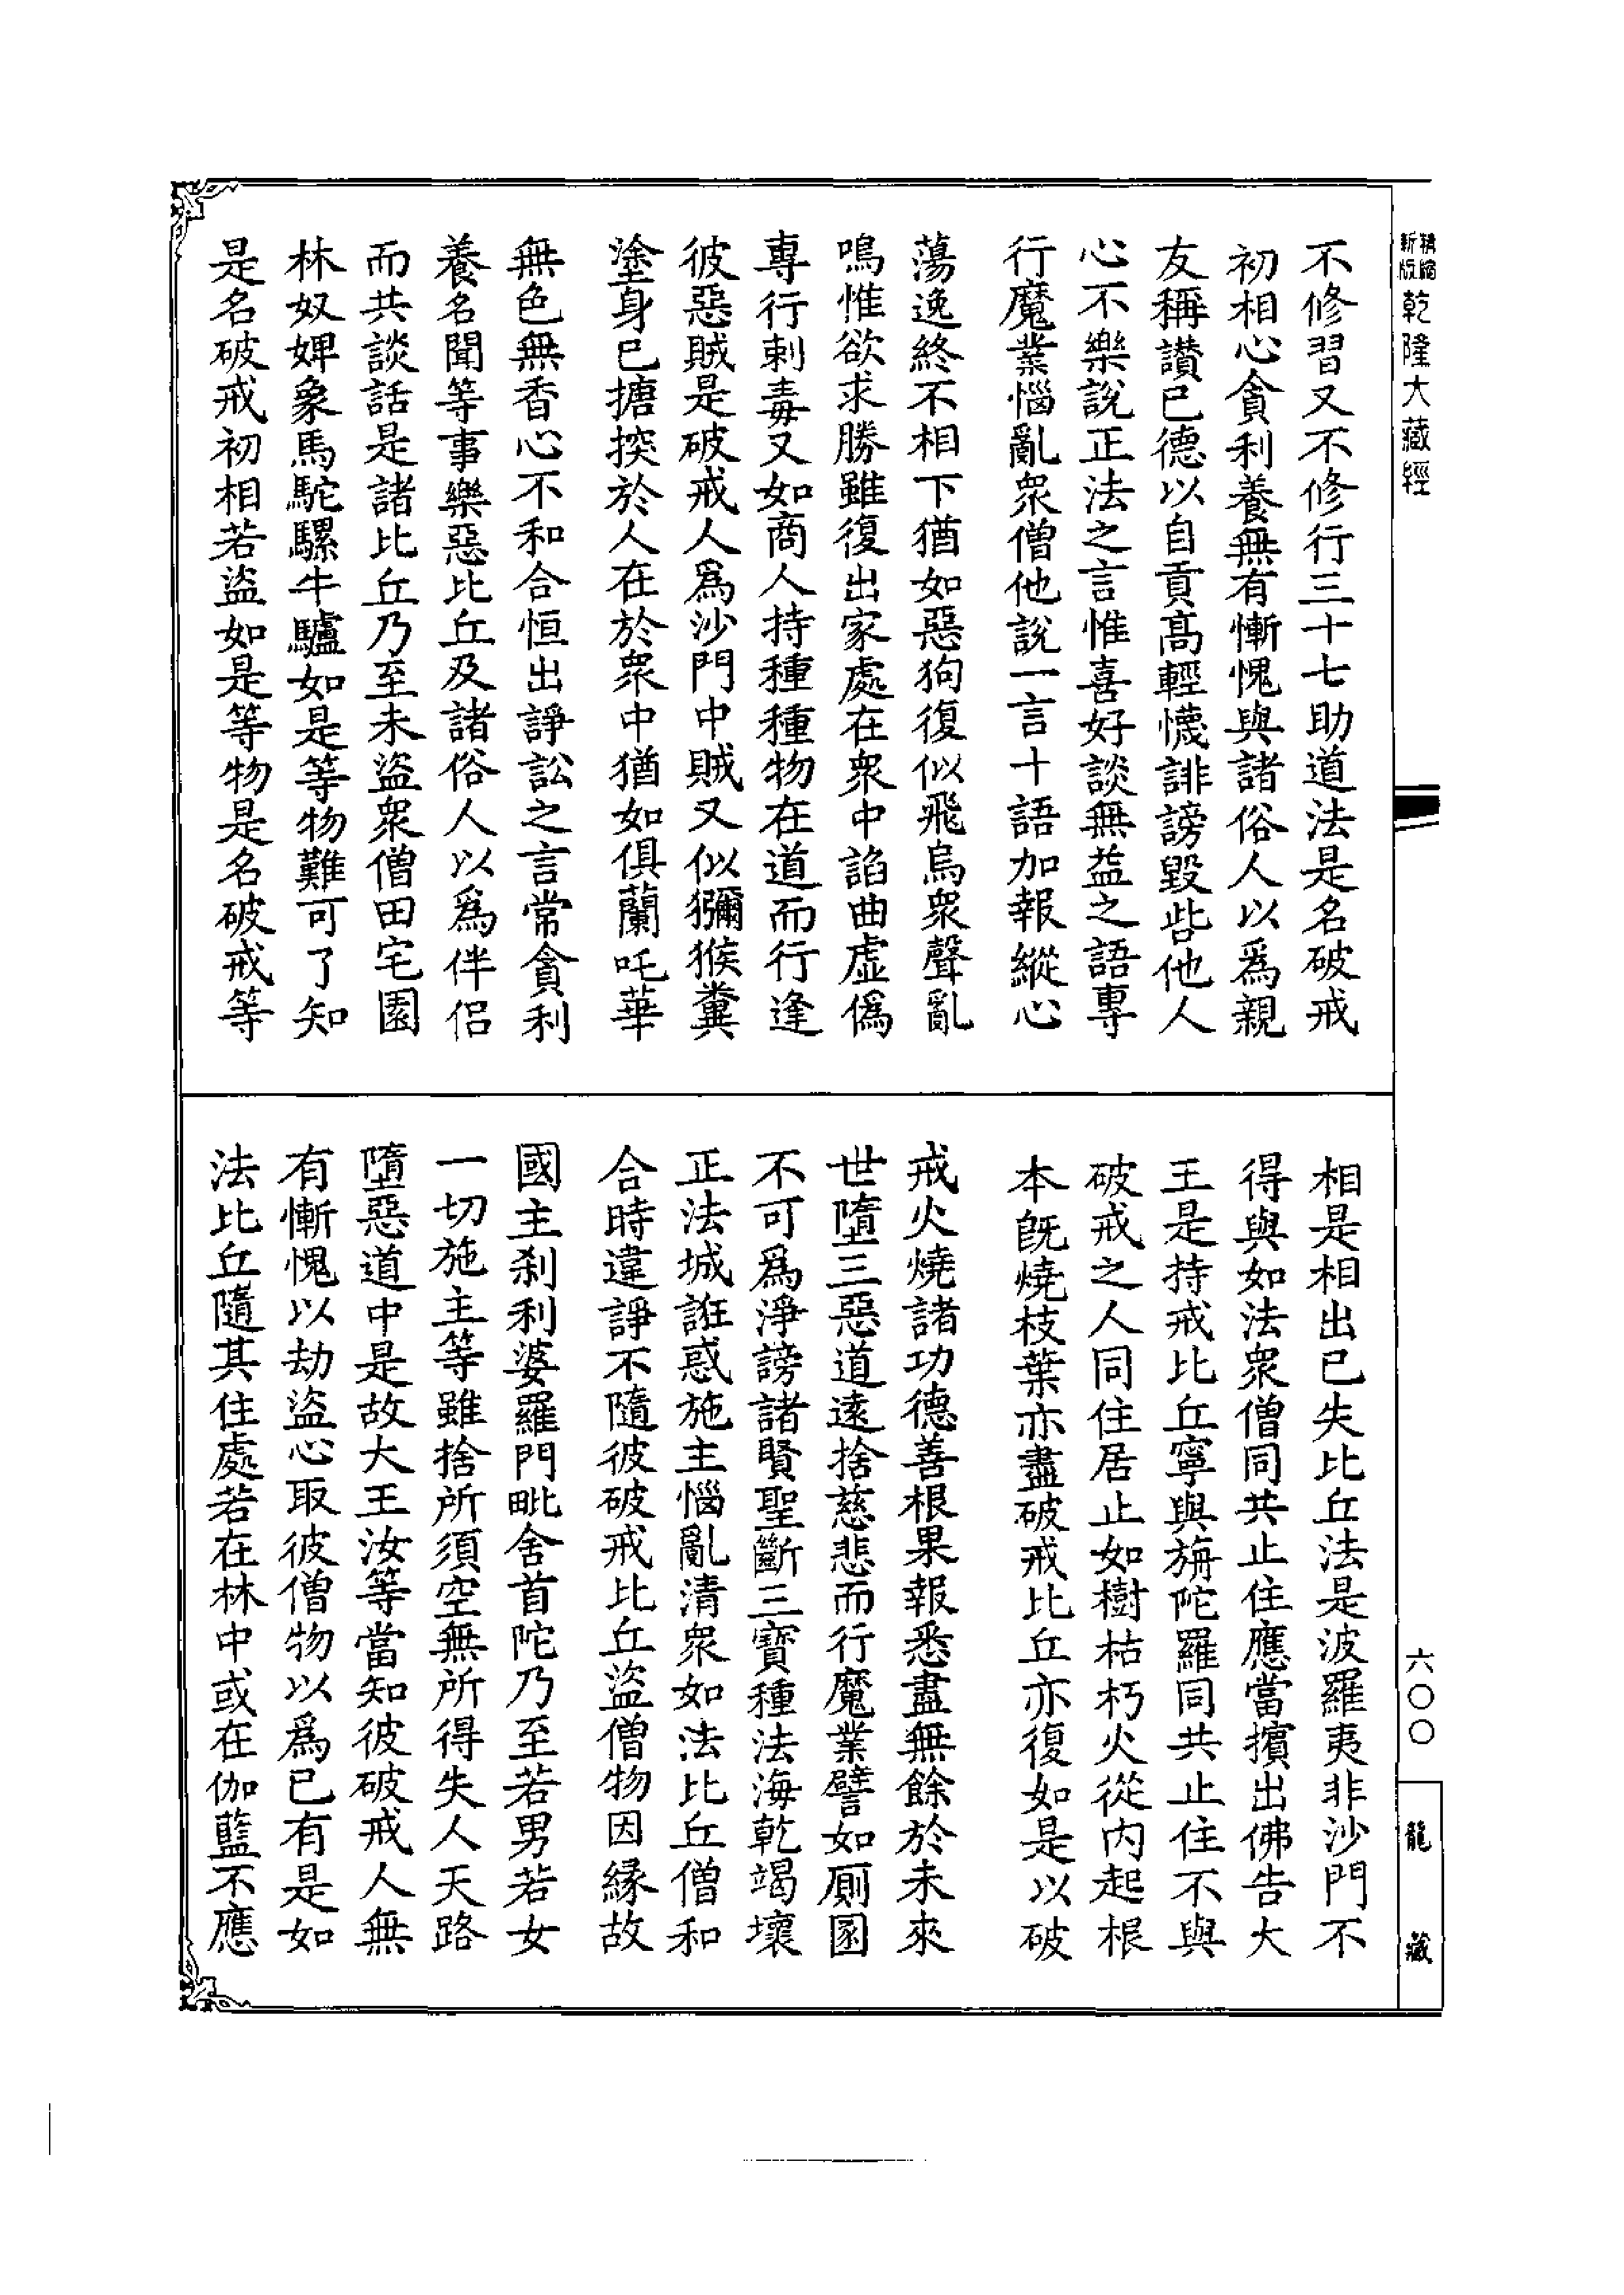 精縮新版乾隆大藏經
不修習又不修行三十七助道法是名破戒
初相心貪利養無有慚愧與諸俗人以爲親
友稱讚已德以自貢高輕懱誹謗毀呰他人
心不樂說正法之言惟喜好談無益之語專
行魔業惱亂衆僧他說一言十語加報縱心
蕩逸終不相下猶如惡狗復似飛烏衆聲亂
鳴惟欲求勝雖復出家處在衆中諂曲虛僞
專行刺毒又如商人持種種物在道而行逢
彼惡賊是破戒人爲沙門中賊又似獼猴糞
塗身已搪揬於人在於衆中猶如俱蘭吒華
無色無香心不和合恒出諍訟之言常貪利
養名聞等事樂惡比丘及諸俗人以爲伴侶
而共談話是諸比丘乃至未盜衆僧田宅園
林奴婢象馬駝騾牛驢如是等物難可了知
是名破戒初相若盜如是等物是名破戒等
相是相出已失比丘法是波羅夷非沙門不
得與如法衆僧同共止住應當擯出佛告大
王是持戒比丘寧與旃陀羅同共止住不與
破戒之人同住居止如樹枯朽火從內起根
本旣燒枝葉亦盡破戒比丘亦復如是以破
戒火燒諸功德善根果報悉盡無餘於未來
世墮三惡道遠捨慈悲而行魔業譬如廁圂
不可爲淨謗諸賢聖斷三寶種法海乾竭壞
正法城誑惑施主惱亂清衆如法比丘僧和
合時違諍不隨彼破戒比丘盜僧物因緣故
國主刹利婆羅門毗舍首陀乃至若男若女
一切施主等雖捨所須空無所得失人天路
墮惡道中是故大王汝等當知彼破戒人無
有慚愧以劫盜心取彼僧物以爲已有是如
法比丘隨其住處若在林中或在伽藍不應
六〇〇
龍藏